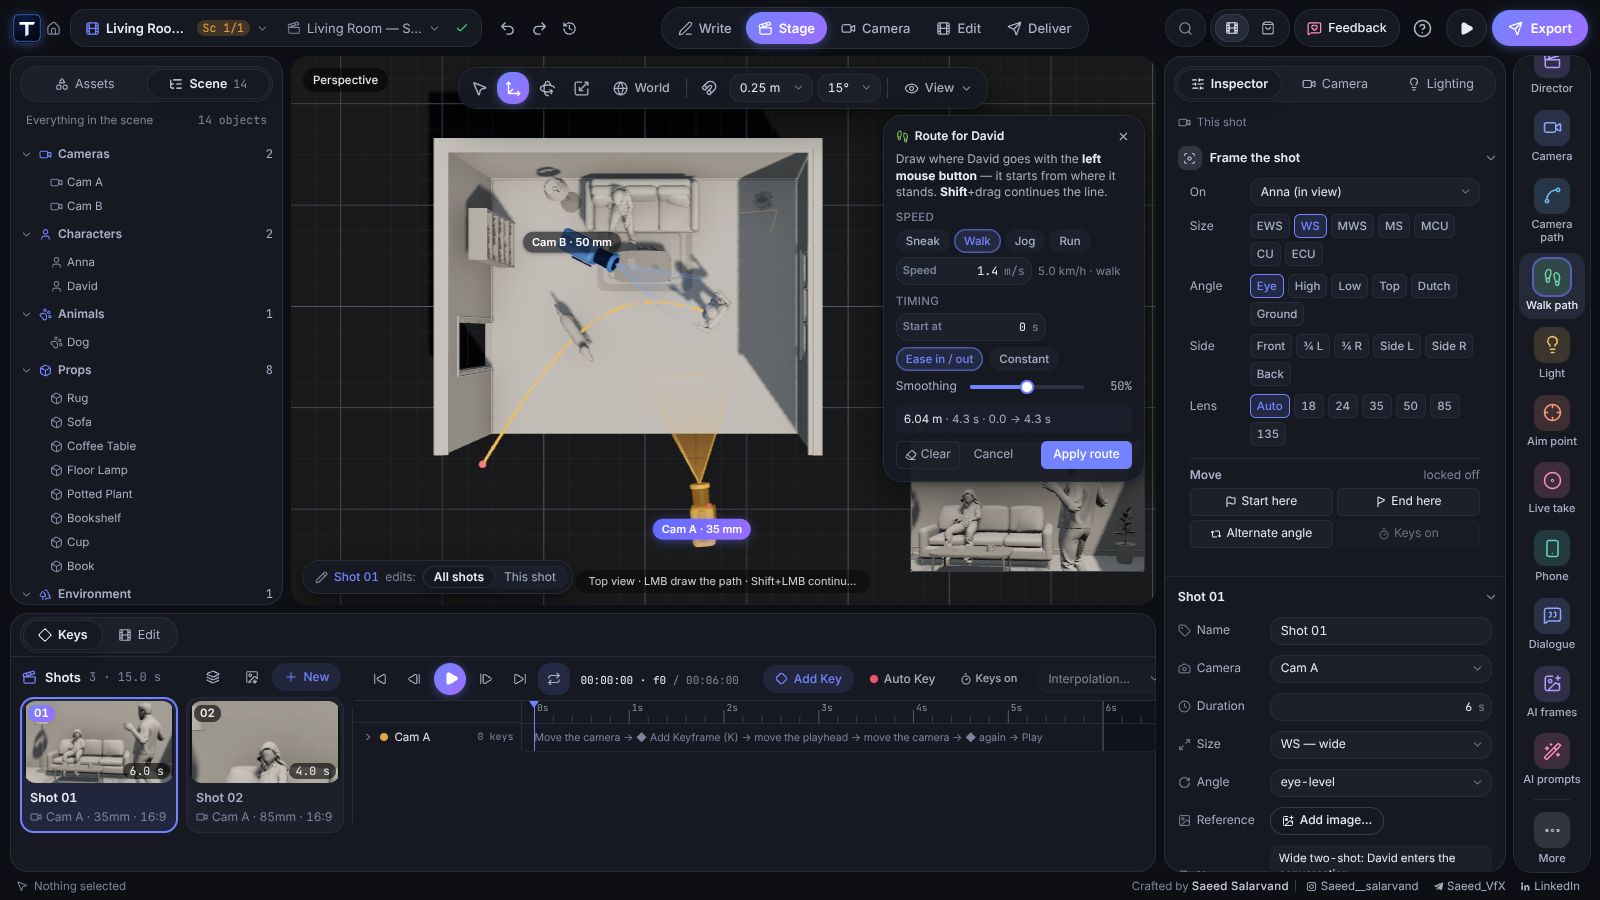 T
Living Roo...
Sc 1/1
Living Room — S...
Write
Stage
Camera
Edit
Deliver
Feedback
Export
Assets
Scene 14
Everything in the scene
14 objects
Cameras 2
Cam A
Cam B
Characters 2
Anna
David
Animals 1
Dog
Props 8
Rug
Sofa
Coffee Table
Floor Lamp
Potted Plant
Bookshelf
Cup
Book
Environment 1
Perspective
World
0.25 m
15°
View
Cam B · 50 mm
Cam A · 35 mm
Route for David
Draw where David goes with the left
mouse button — it starts from where it
stands. Shift+drag continues the line.
SPEED
Sneak
Walk
Jog
Run
Speed 1.4 m/s
5.0 km/h · walk
TIMING
Start at 0 s
Ease in / out
Constant
Smoothing 50%
6.04 m · 4.3 s · 0.0 → 4.3 s
Clear
Cancel
Apply route
Shot 01 edits:
All shots
This shot
Top view · LMB draw the path · Shift+LMB continu...
Keys
Edit
Shots 3 · 15.0 s
New
00:00:00 · f0 / 00:06:00
Add Key
Auto Key
Keys on
Interpolation...
01
6.0 s
Shot 01
Cam A · 35mm · 16:9
02
4.0 s
Shot 02
Cam A · 85mm · 16:9
0s
1s
2s
3s
4s
5s
6s
Cam A
0 keys
Move the camera → ◆ Add Keyframe (K) → move the playhead → move the camera → ◆ again → Play
Inspector
Camera
Lighting
This shot
Frame the shot
On
Anna (in view)
Size
EWS
WS
MWS
MS
MCU
CU
ECU
Angle
Eye
High
Low
Top
Dutch
Ground
Side
Front
¾ L
¾ R
Side L
Side R
Back
Lens
Auto
18
24
35
50
85
135
Move
locked off
Start here
End here
Alternate angle
Keys on
Shot 01
Name
Shot 01
Camera
Cam A
Duration
6 s
Size
WS — wide
Angle
eye-level
Reference
Add image...
Wide two-shot: David enters the
Director
Camera
Camera
path
Walk path
Light
Aim point
Live take
Phone
Dialogue
AI frames
AI prompts
More
Nothing selected
Crafted by Saeed Salarvand
Saeed__salarvand
Saeed_VfX
LinkedIn